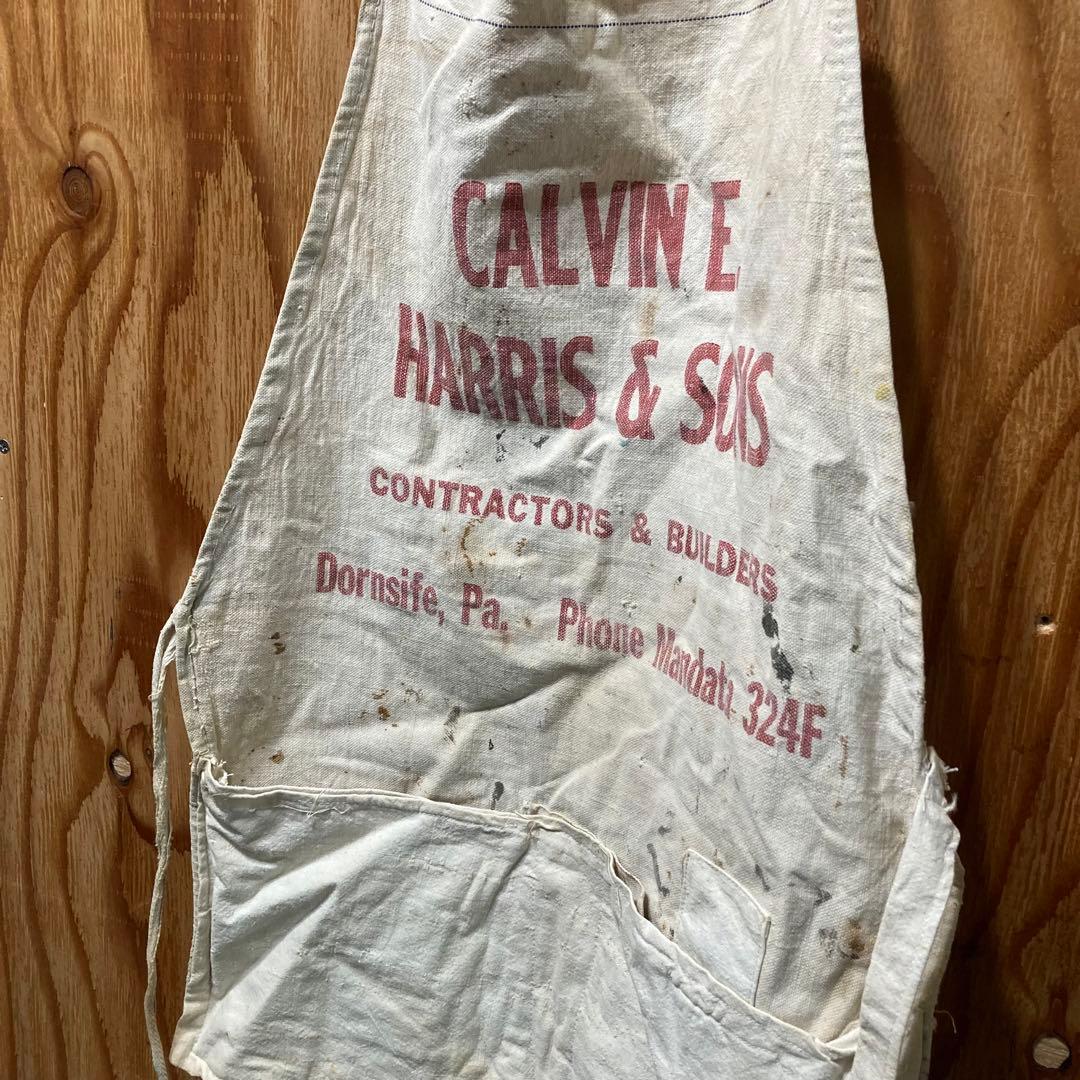 CALVIN E
HARRIS & SONS
CONTRACTORS & BUILDERS
Dornsife, Pa. Phone Mandata 324F